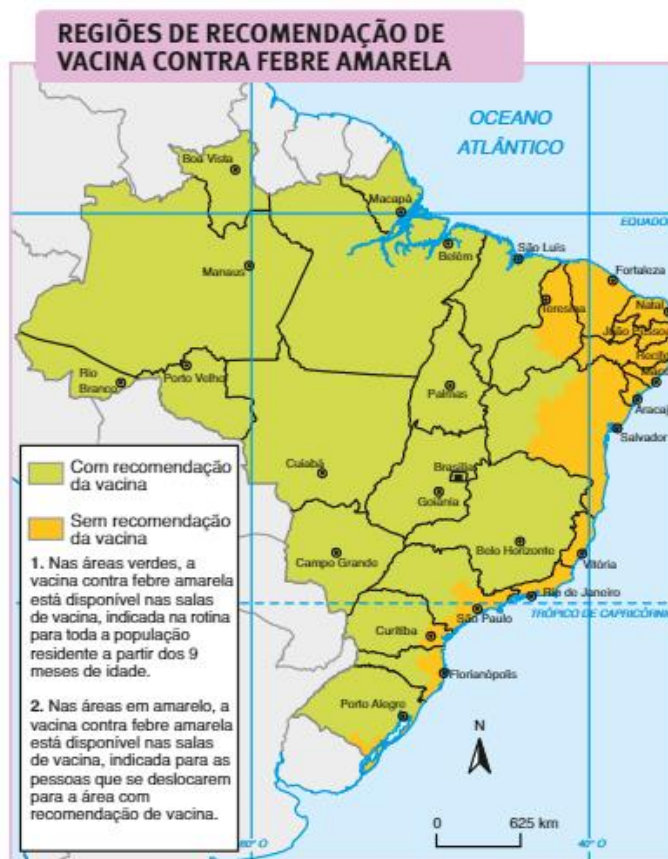 REGIÕES DE RECOMENDAÇÃO DE
VACINA CONTRA FEBRE AMARELA
OCEANO
ATLÂNTICO
Boa Vista
Macapá
EQUADOR
Belém
São Luís
Fortaleza
Manaus
Teresina
Natal
João Pessoa
Recife
Rio
Branco
Porto Velho
Palmas
Aracaj
Salvador
Cuiabá
Brasília
Goiânia
Campo Grande
Belo Horizonte
Vitória
Rio de Janeiro
São Paulo
TRÓPICO DE CAPRICÓRNI
Curitiba
Florianópolis
Porto Alegre
Com recomendação
da vacina
Sem recomendação
da vacina
1. Nas áreas verdes, a
vacina contra febre amarela
está disponível nas salas
de vacina, indicada na rotina
para toda a população
residente a partir dos 9
meses de idade.
2. Nas áreas em amarelo, a
vacina contra febre amarela
está disponível nas salas
de vacina, indicada para as
pessoas que se deslocarem
para a área com
recomendação de vacina.
N
0 625 km
40° O